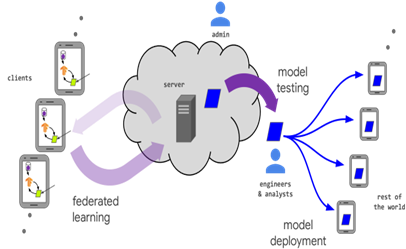 admin
clients
server
model
testing
federated
learning
engineers
& analysts
model
deployment
rest of
the world